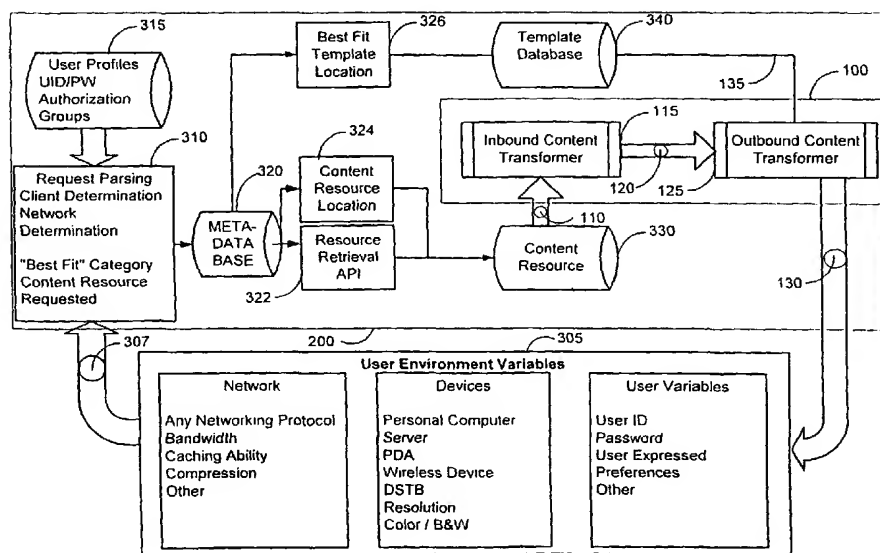 315
User Profiles
UID/PW
Authorization
Groups
310
Request Parsing
Client Determination
Network
Determination
"Best Fit" Category
Content Resource
Requested
320
META-
DATA
BASE
326
Best Fit
Template
Location
324
Content
Resource
Location
Resource
Retrieval
API
322
340
Template
Database
135
100
115
Inbound Content
Transformer
120
125
Outbound Content
Transformer
110
330
Content
Resource
130
307
200
305
User Environment Variables
Network
Any Networking Protocol
Bandwidth
Caching Ability
Compression
Other
Devices
Personal Computer
Server
PDA
Wireless Device
DSTB
Resolution
Color / B&W
User Variables
User ID
Password
User Expressed
Preferences
Other